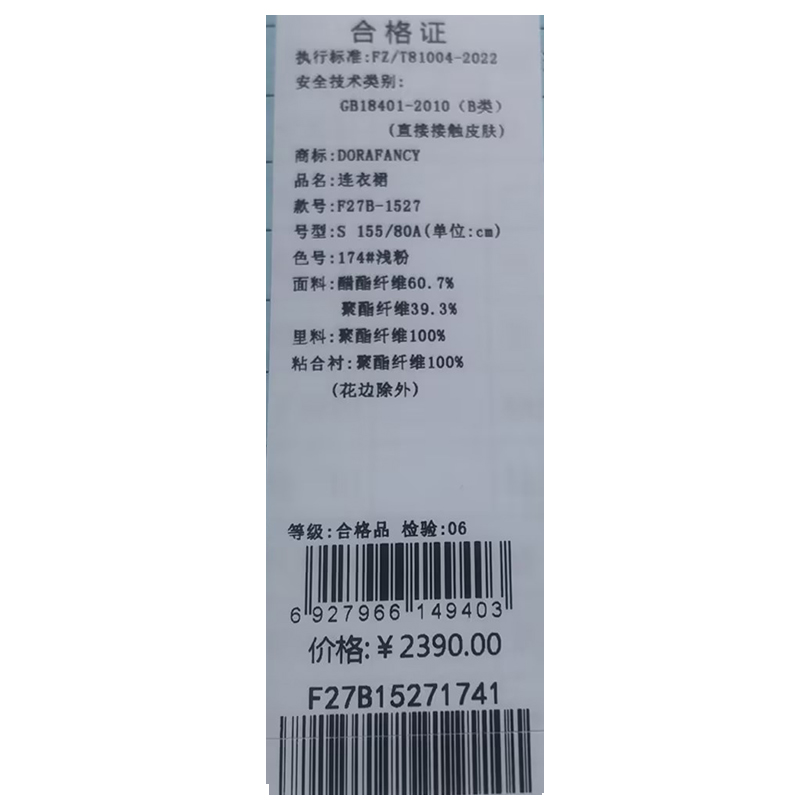 合格证
执行标准:FZ/T81004-2022
安全技术类别:
GB18401-2010（B类）
(直接接触皮肤)
商标:DORAFANCY
品名:连衣裙
款号:F27B-1527
号型:S 155/80A(单位:cm)
色号:174#浅粉
面料:醋酯纤维60.7%
聚酯纤维39.3%
里料:聚酯纤维100%
粘合衬:聚酯纤维100%
(花边除外)
等级:合格品 检验:06
6 927966 149403
价格:¥2390.00
F27B15271741